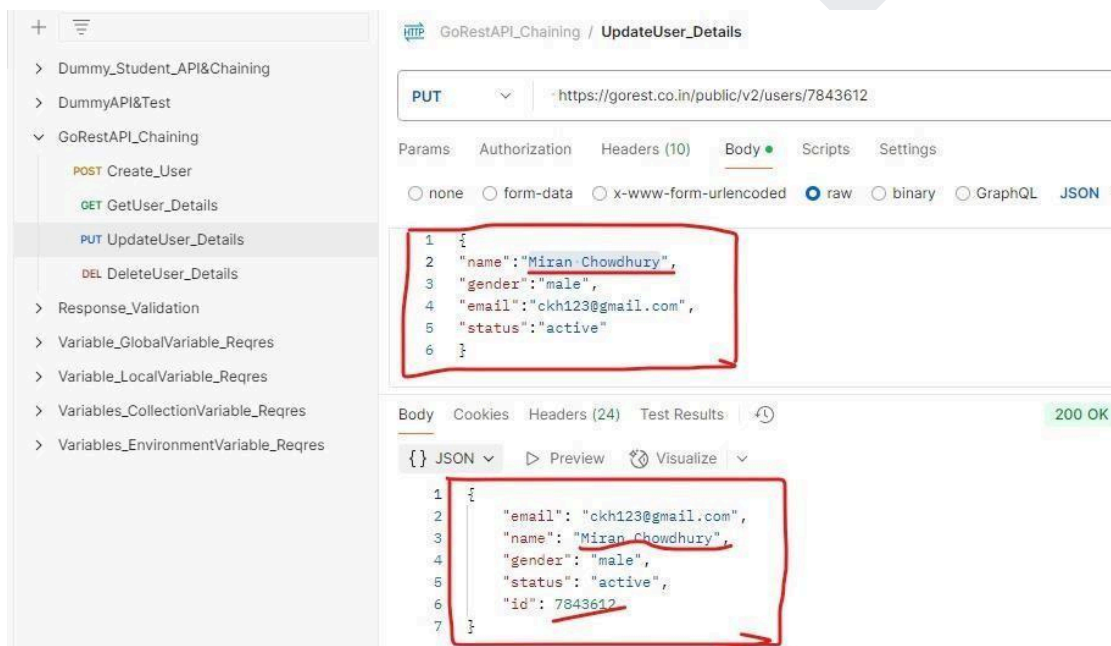 Dummy_Student_API&Chaining
DummyAPI&Test
GoRestAPI_Chaining
POST Create_User
GET GetUser_Details
PUT UpdateUser_Details
DEL DeleteUser_Details
Response_Validation
Variable_GlobalVariable_Reqres
Variable_LocalVariable_Reqres
Variables_CollectionVariable_Reqres
Variables_EnvironmentVariable_Reqres
HTTP GoRestAPI_Chaining / UpdateUser_Details
PUT https://gorest.co.in/public/v2/users/7843612
Params Authorization Headers (10) Body Scripts Settings
none form-data x-www-form-urlencoded raw binary GraphQL JSON
1 {
2 "name":"Miran Chowdhury",
3 "gender":"male",
4 "email":"ckh123@gmail.com",
5 "status":"active"
6 }
Body Cookies Headers (24) Test Results 200 OK
{} JSON Preview Visualize
1 {
2 "email": "ckh123@gmail.com",
3 "name": "Miran Chowdhury",
4 "gender": "male",
5 "status": "active",
6 "id": 7843612
7 }